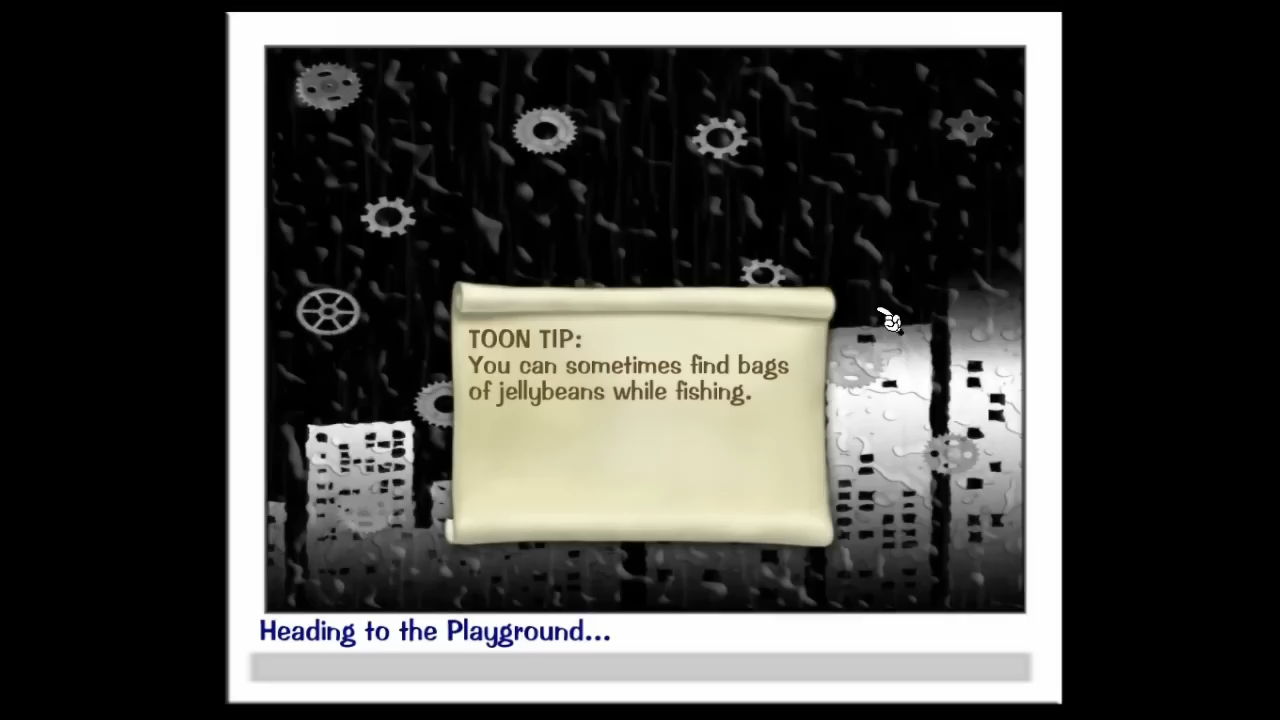 TOON TIP:
You can sometimes find bags
of jellybeans while fishing.
Heading to the Playground...